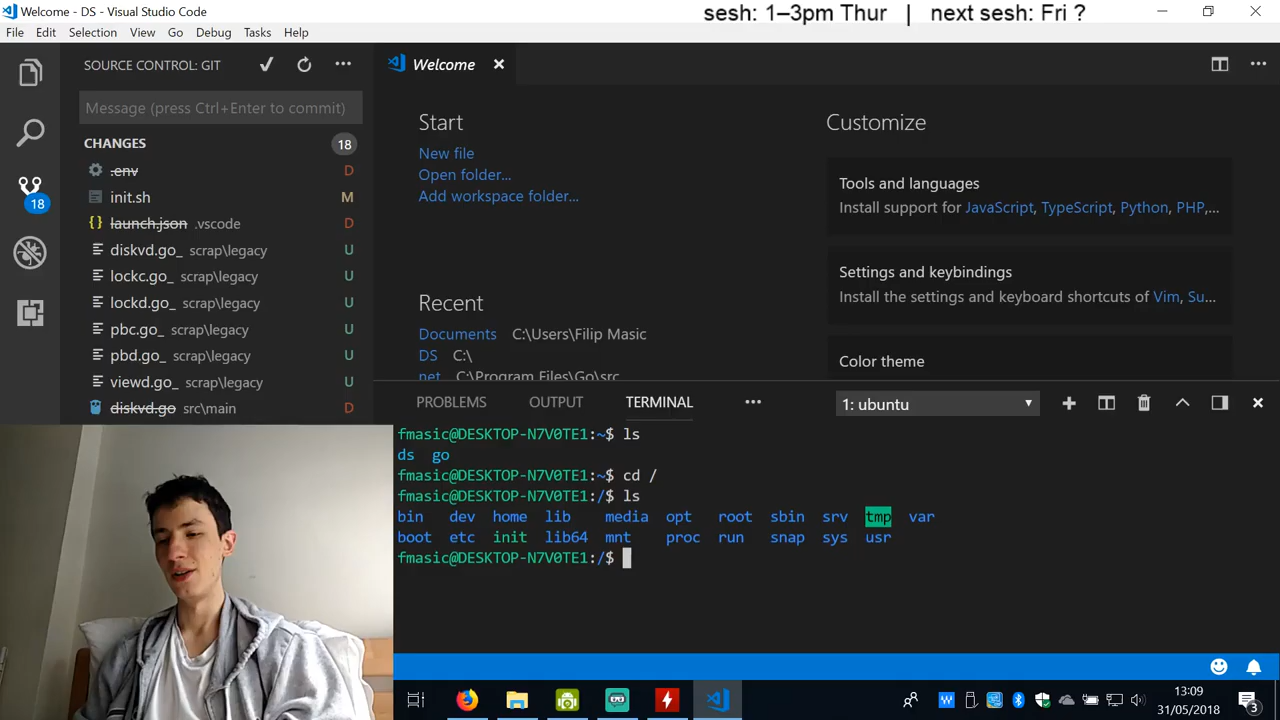 Welcome - DS - Visual Studio Code
sesh: 1–3pm Thur | next sesh: Fri ?
File Edit Selection View Go Debug Tasks Help
SOURCE CONTROL: GIT
Message (press Ctrl+Enter to commit)
CHANGES 18
.env D
init.sh M
launch.json .vscode D
diskvd.go_ scrap\legacy U
lockc.go_ scrap\legacy U
lockd.go_ scrap\legacy U
pbc.go_ scrap\legacy U
pbd.go_ scrap\legacy U
viewd.go_ scrap\legacy U
diskvd.go src\main D
18
Welcome
Start
New file
Open folder...
Add workspace folder...
Recent
Documents C:\Users\Filip Masic
DS C:\
net C:\Program Files\Go\src
Customize
Tools and languages
Install support for JavaScript, TypeScript, Python, PHP,...
Settings and keybindings
Install the settings and keyboard shortcuts of Vim, Su...
Color theme
PROBLEMS OUTPUT TERMINAL ... 1: ubuntu
fmasic@DESKTOP-N7V0TE1:~$ ls
ds go
fmasic@DESKTOP-N7V0TE1:~$ cd /
fmasic@DESKTOP-N7V0TE1:/$ ls
bin dev home lib media opt root sbin srv tmp var
boot etc init lib64 mnt proc run snap sys usr
fmasic@DESKTOP-N7V0TE1:/$
13:09
31/05/2018
3